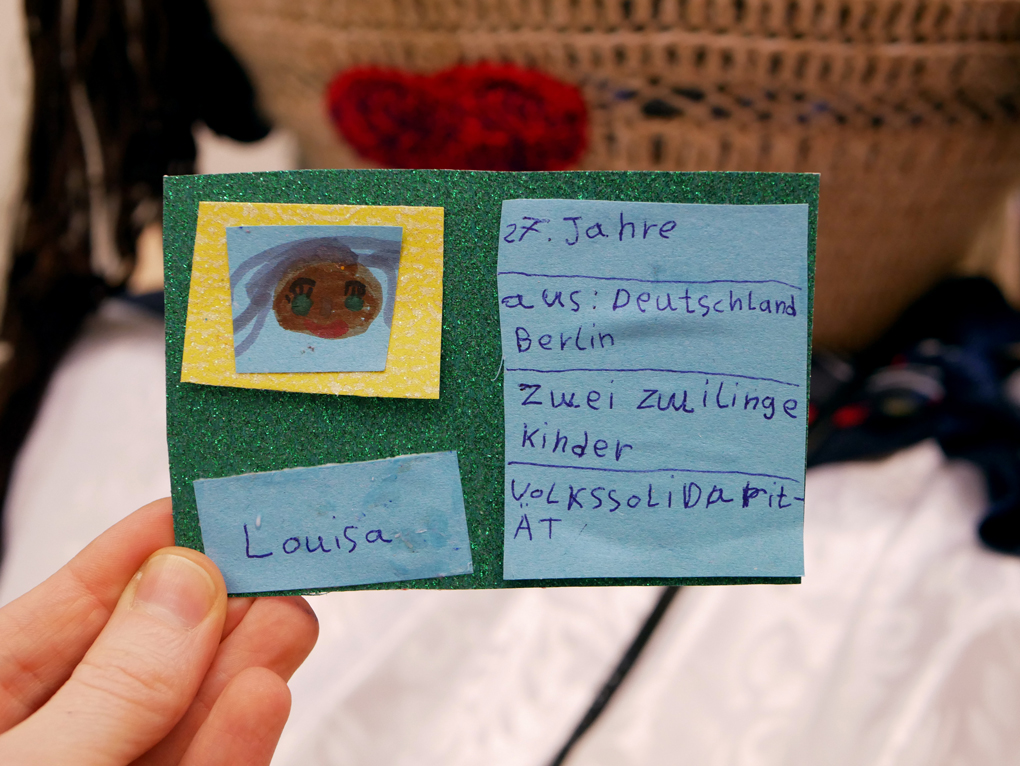 Louisa
27. Jahre
aus: Deutschland
Berlin
Zwei zwilinge
kinder
VoLKSSoLiDaRit-
ÄT